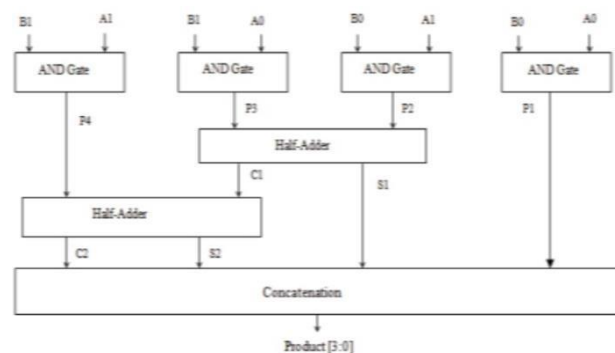 B1 A1 B1 A0 B0 A1 B0 A0
AND Gate AND Gate AND Gate AND Gate
P4 P3 P2 P1
Half-Adder
C1 S1
Half-Adder
C2 S2
Concatenation
Product [3:0]